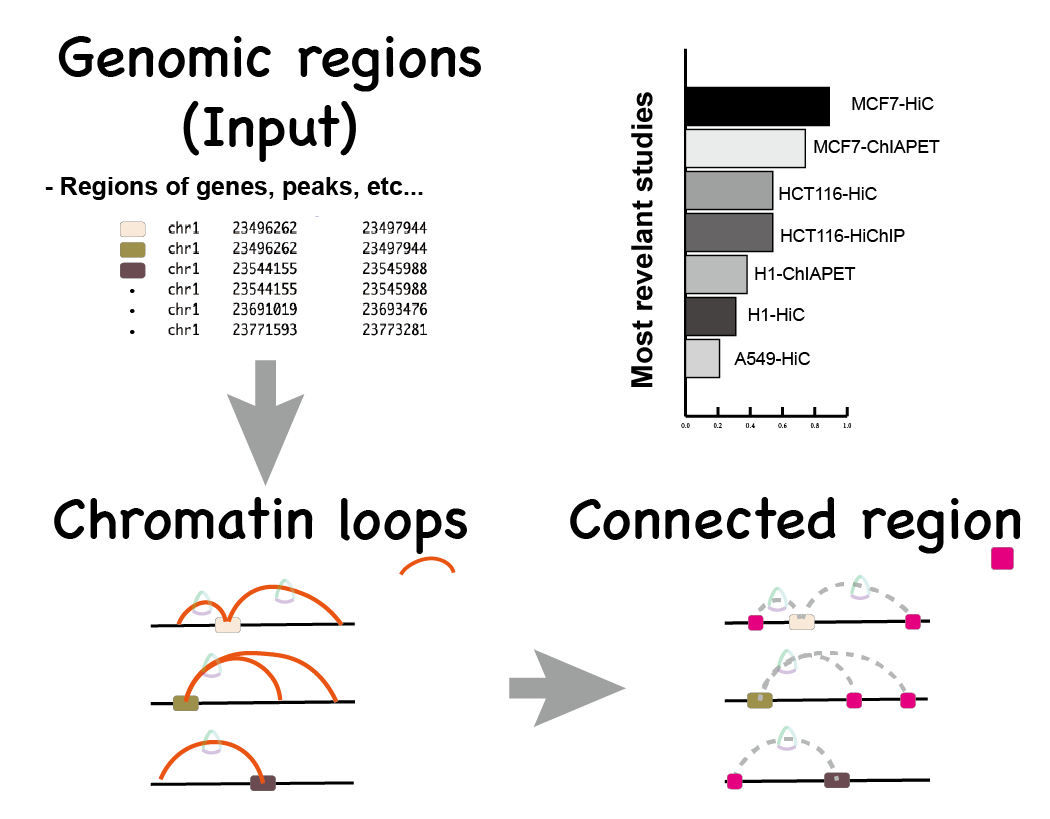 Genomic regions
(Input)
- Regions of genes, peaks, etc...
chr1 23496262 23497944
chr1 23496262 23497944
chr1 23544155 23545988
chr1 23544155 23545988
chr1 23691019 23693476
chr1 23771593 23773281
Most revelant studies
MCF7-HiC
MCF7-ChIAPET
HCT116-HiC
HCT116-HiChIP
H1-ChIAPET
H1-HiC
A549-HiC
0.0 0.2 0.4 0.6 0.8 1.0
Chromatin loops
Connected region